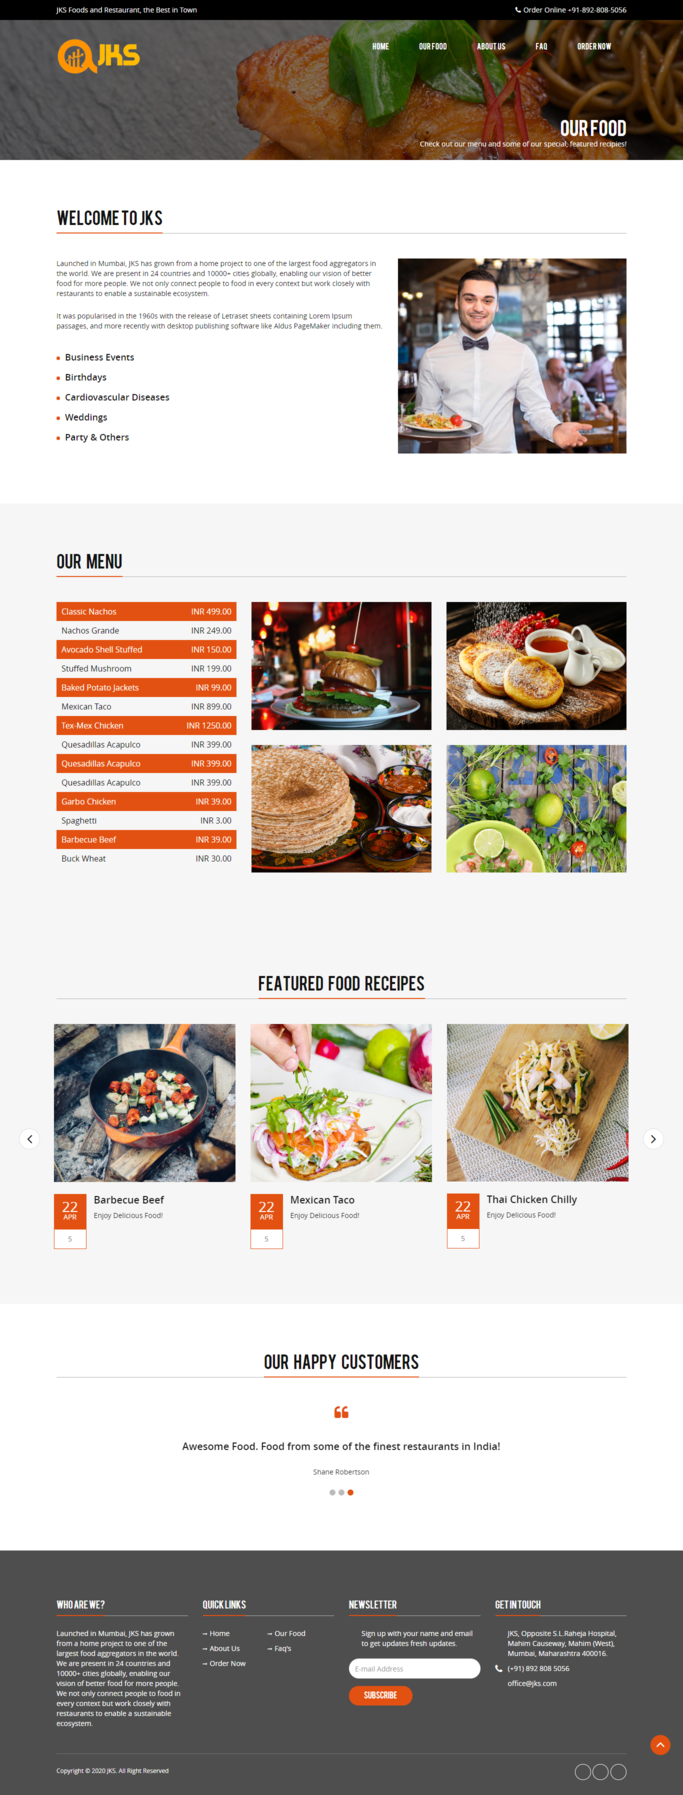 JKS Foods and Restaurant, the Best in Town
Order Online +91-892-808-5056
JKS
HOME
OUR FOOD
ABOUT US
FAQ
ORDER NOW
OUR FOOD
Check out our menu and some of our special, featured recipies!
WELCOME TO JKS
Launched in Mumbai, JKS has grown from a home project to one of the largest food aggregators in
the world. We are present in 24 countries and 10000+ cities globally, enabling our vision of better
food for more people. We not only connect people to food in every context but work closely with
restaurants to enable a sustainable ecosystem.
It was popularised in the 1960s with the release of Letraset sheets containing Lorem Ipsum
passages, and more recently with desktop publishing software like Aldus PageMaker including them.
Business Events
Birthdays
Cardiovascular Diseases
Weddings
Party & Others
OUR MENU
Classic Nachos INR 499.00
Nachos Grande INR 249.00
Avocado Shell Stuffed INR 150.00
Stuffed Mushroom INR 199.00
Baked Potato Jackets INR 99.00
Mexican Taco INR 899.00
Tex-Mex Chicken INR 1250.00
Quesadillas Acapulco INR 399.00
Quesadillas Acapulco INR 399.00
Quesadillas Acapulco INR 399.00
Garbo Chicken INR 39.00
Spaghetti INR 3.00
Barbecue Beef INR 39.00
Buck Wheat INR 30.00
FEATURED FOOD RECEIPES
22
APR
5
Barbecue Beef
Enjoy Delicious Food!
22
APR
5
Mexican Taco
Enjoy Delicious Food!
22
APR
5
Thai Chicken Chilly
Enjoy Delicious Food!
OUR HAPPY CUSTOMERS
Awesome Food. Food from some of the finest restaurants in India!
Shane Robertson
WHO ARE WE?
Launched in Mumbai, JKS has grown
from a home project to one of the
largest food aggregators in the world.
We are present in 24 countries and
10000+ cities globally, enabling our
vision of better food for more people.
We not only connect people to food in
every context but work closely with
restaurants to enable a sustainable
ecosystem.
QUICK LINKS
Home
Our Food
About Us
Faq's
Order Now
NEWSLETTER
Sign up with your name and email
to get updates fresh updates.
E-mail Address
SUBSCRIBE
GET IN TOUCH
JKS, Opposite S.L.Raheja Hospital,
Mahim Causeway, Mahim (West),
Mumbai, Maharashtra 400016.
(+91) 892 808 5056
office@jks.com
Copyright © 2020 JKS. All Right Reserved